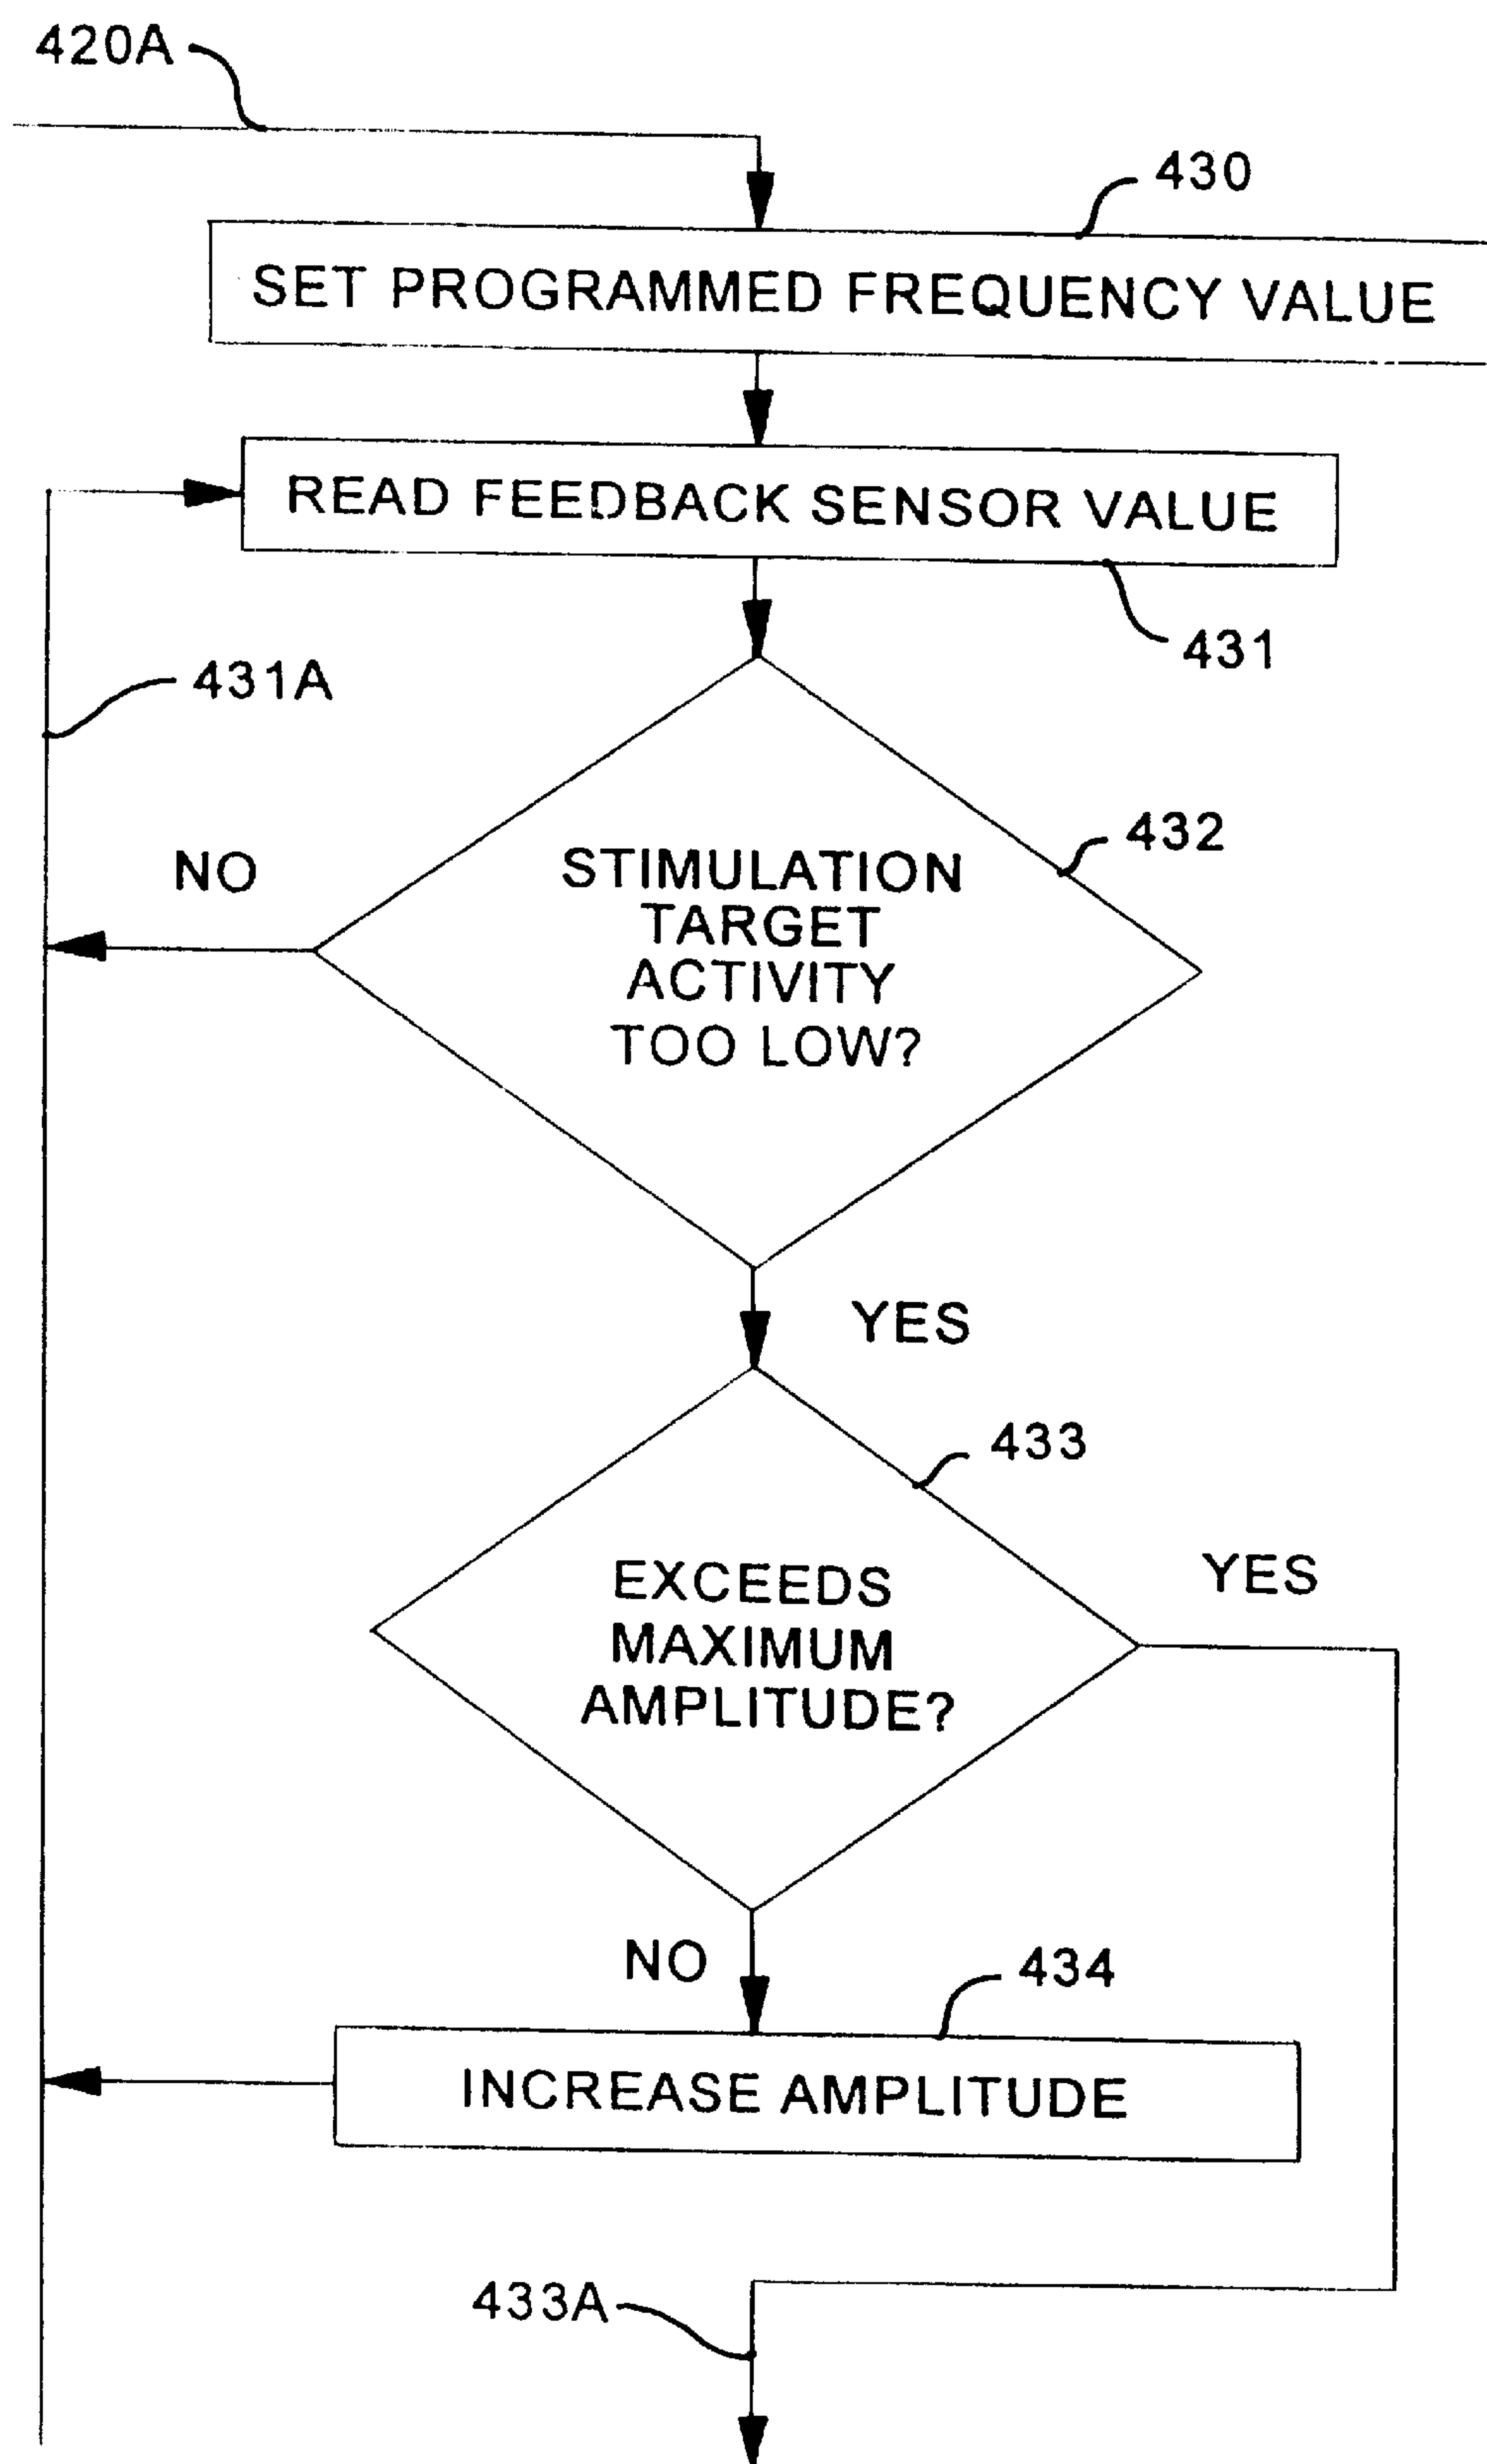 420A
430
SET PROGRAMMED FREQUENCY VALUE
READ FEEDBACK SENSOR VALUE
431
431A
432
NO
STIMULATION
TARGET
ACTIVITY
TOO LOW?
YES
433
EXCEEDS
MAXIMUM
AMPLITUDE?
YES
NO
434
INCREASE AMPLITUDE
433A